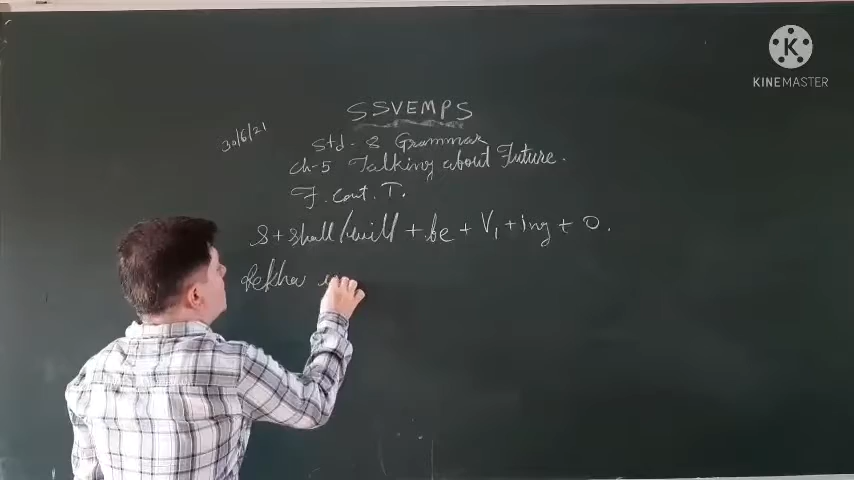 K
KINEMASTER
SSVEMPS
30/6/21
Std - 8 Grammar
Ch-5 Talking about Future.
F. Cont. T.
S + Shall/will + be + V1 + ing + O.
Rekha